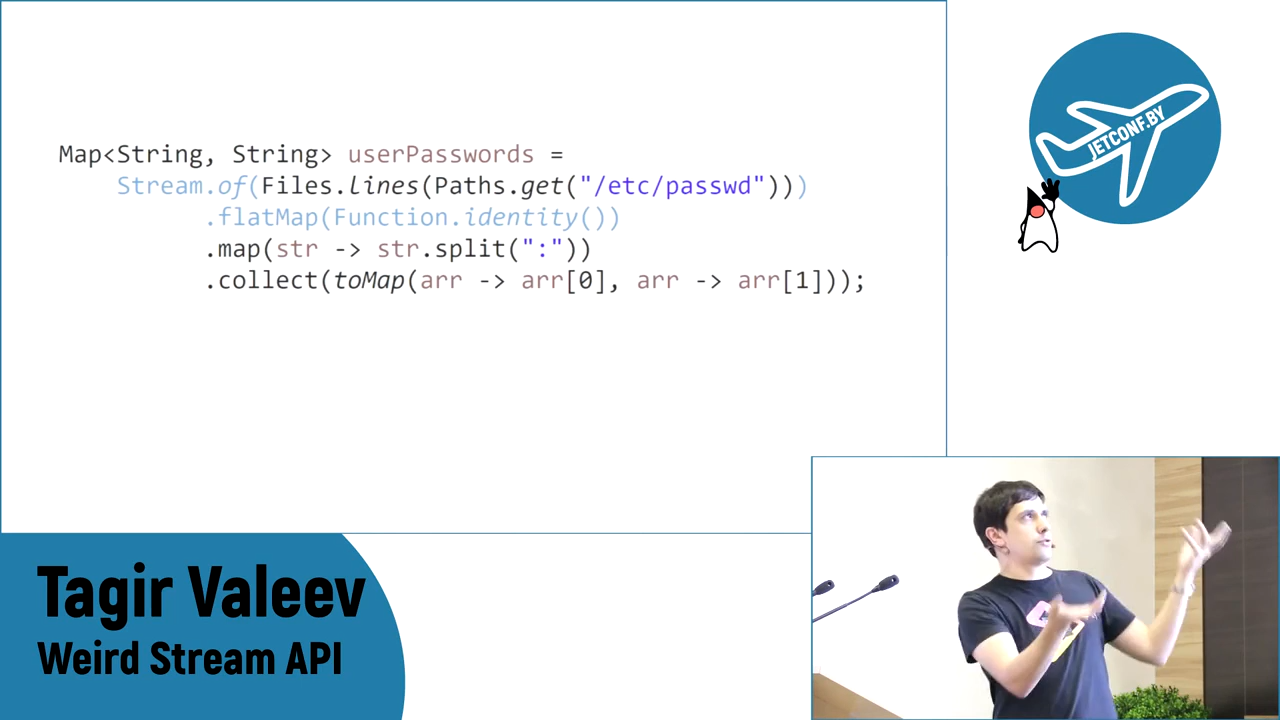 Map<String, String> userPasswords =
Stream.of(Files.lines(Paths.get("/etc/passwd")))
.flatMap(Function.identity())
.map(str -> str.split(":"))
.collect(toMap(arr -> arr[0], arr -> arr[1]));
JETCONF.BY
Tagir Valeev
Weird Stream API